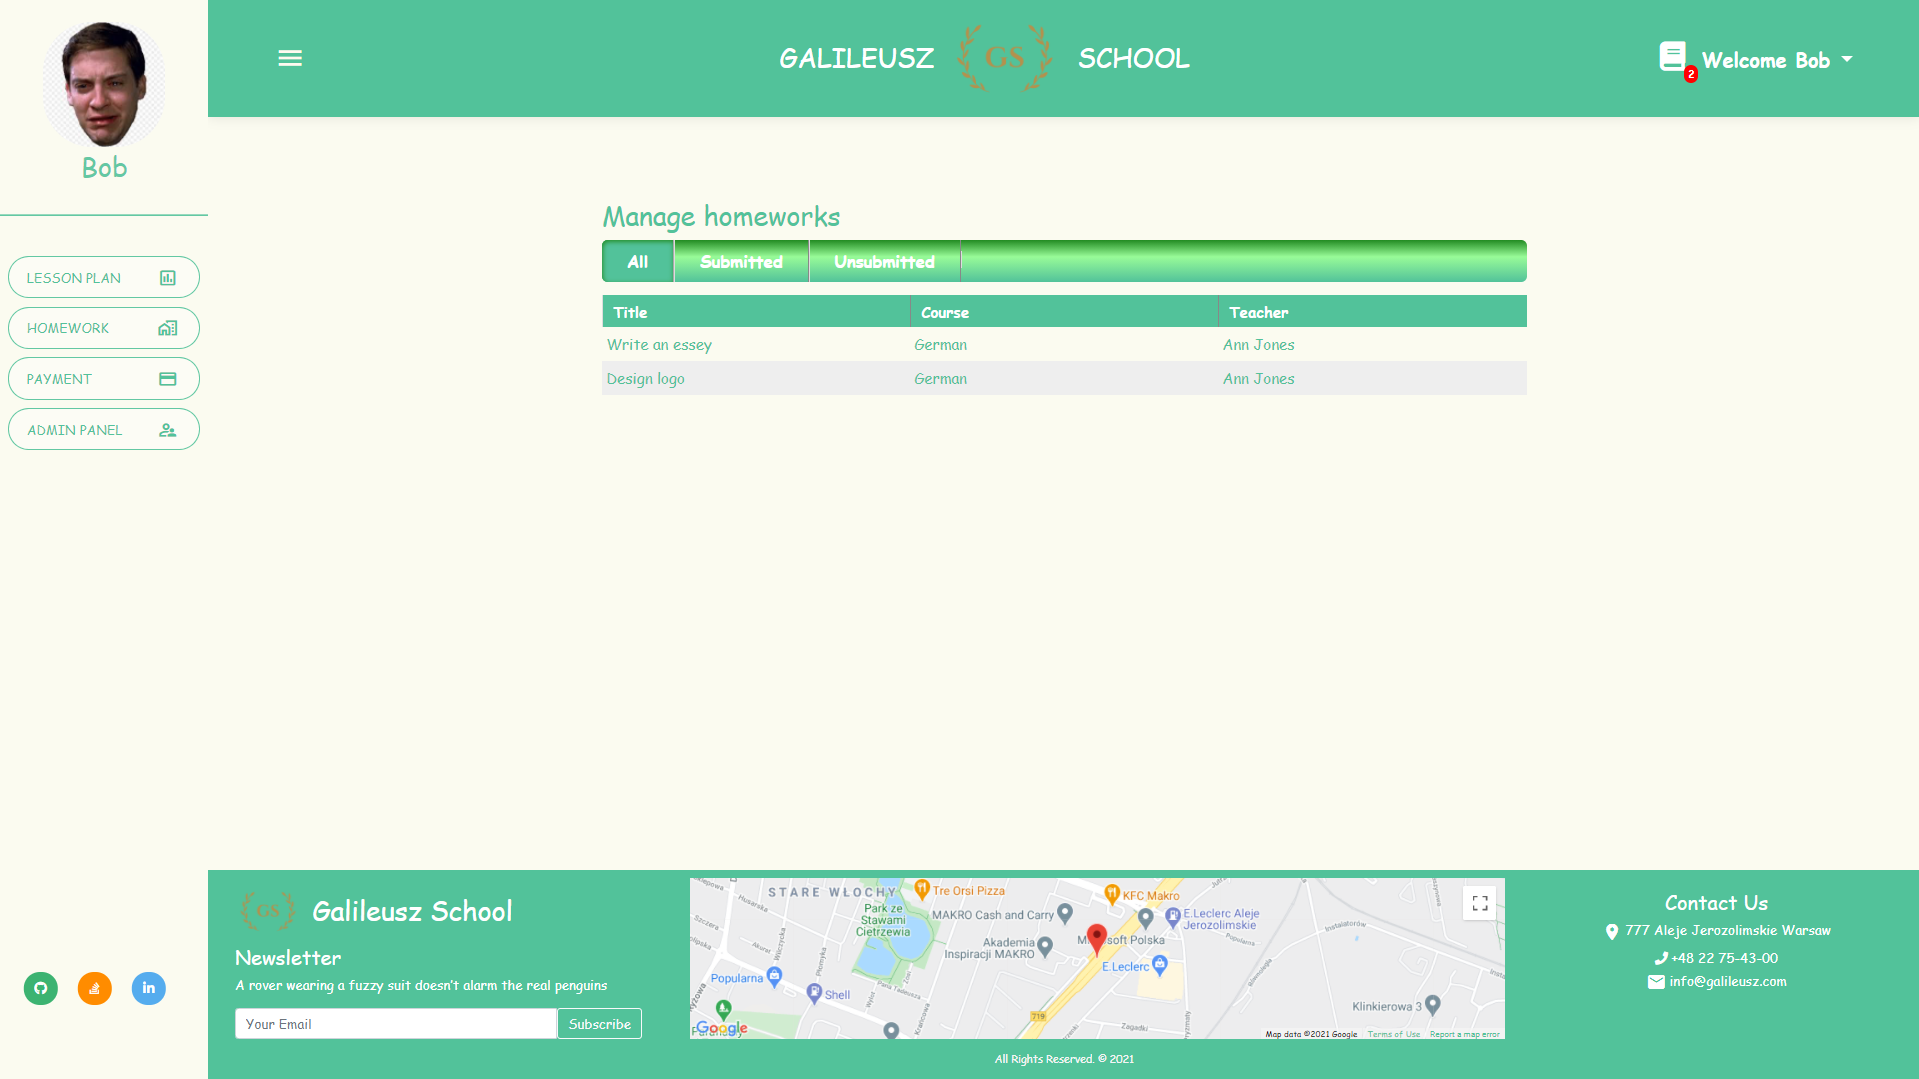 Bob
LESSON PLAN
HOMEWORK
PAYMENT
ADMIN PANEL
GALILEUSZ GS SCHOOL
2
Welcome Bob
Manage homeworks
All Submitted Unsubmitted
Title Course Teacher
Write an essey German Ann Jones
Design logo German Ann Jones
GS Galileusz School
Newsletter
A rover wearing a fuzzy suit doesn't alarm the real penguins
Your Email Subscribe
STARE WŁOCHY
Tre Orsi Pizza
KFC Makro
Park ze
Stawami
Cietrzewia
MAKRO Cash and Carry
E.Leclerc Aleje
Jerozolimskie
Akademia
Inspiracji MAKRO
E.Leclerc
Popularna
Shell
719
Klinkierowa 3
Google
Map data ©2021 Google
Terms of Use
Report a map error
All Rights Reserved. © 2021
Contact Us
777 Aleje Jerozolimskie Warsaw
+48 22 75-43-00
info@galileusz.com
in